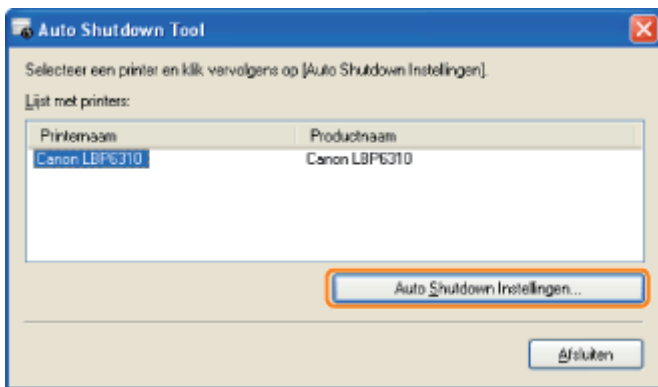 Auto Shutdown Tool
Selecteer een printer en klik vervolgens op [Auto Shutdown Instellingen].
Lijst met printers:
Printernaam Productnaam
Canon LBP6310 Canon LBP6310
Auto Shutdown Instellingen...
Afsluiten